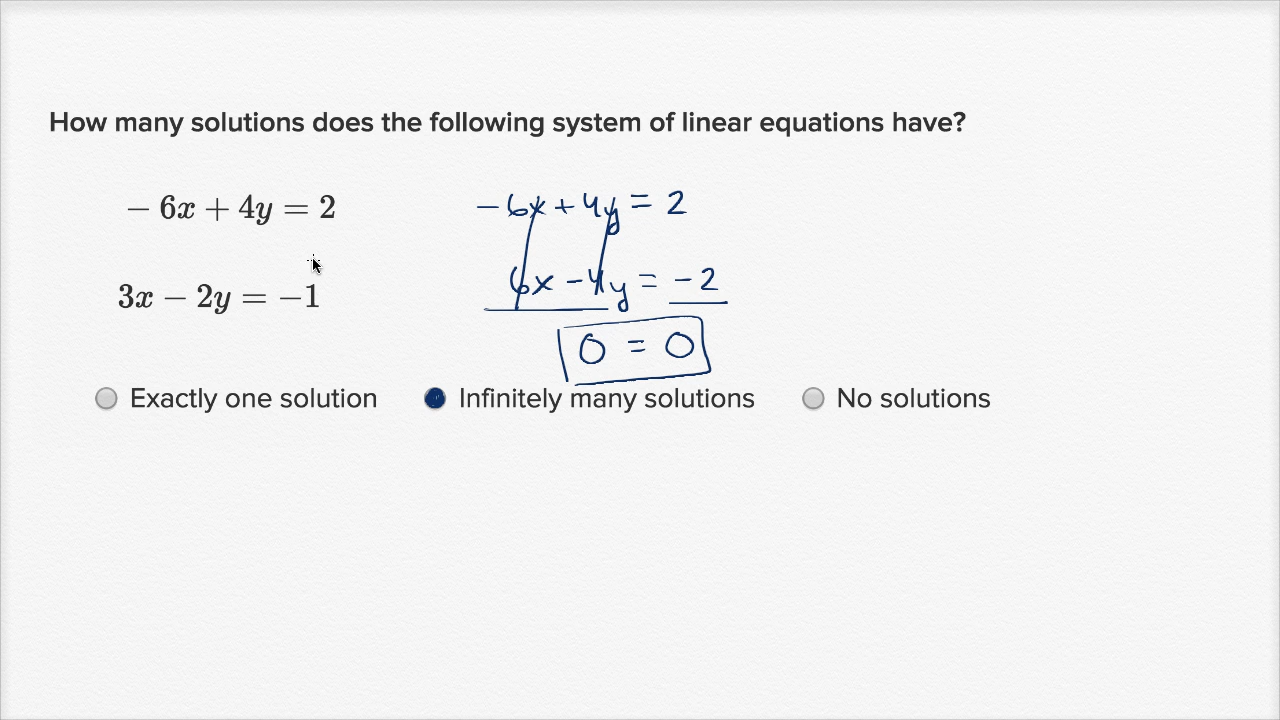 How many solutions does the following system of linear equations have?
− 6x + 4y = 2
-6x + 4y = 2
3x − 2y = −1
6x - 4y = -2
0 = 0
Exactly one solution
Infinitely many solutions
No solutions